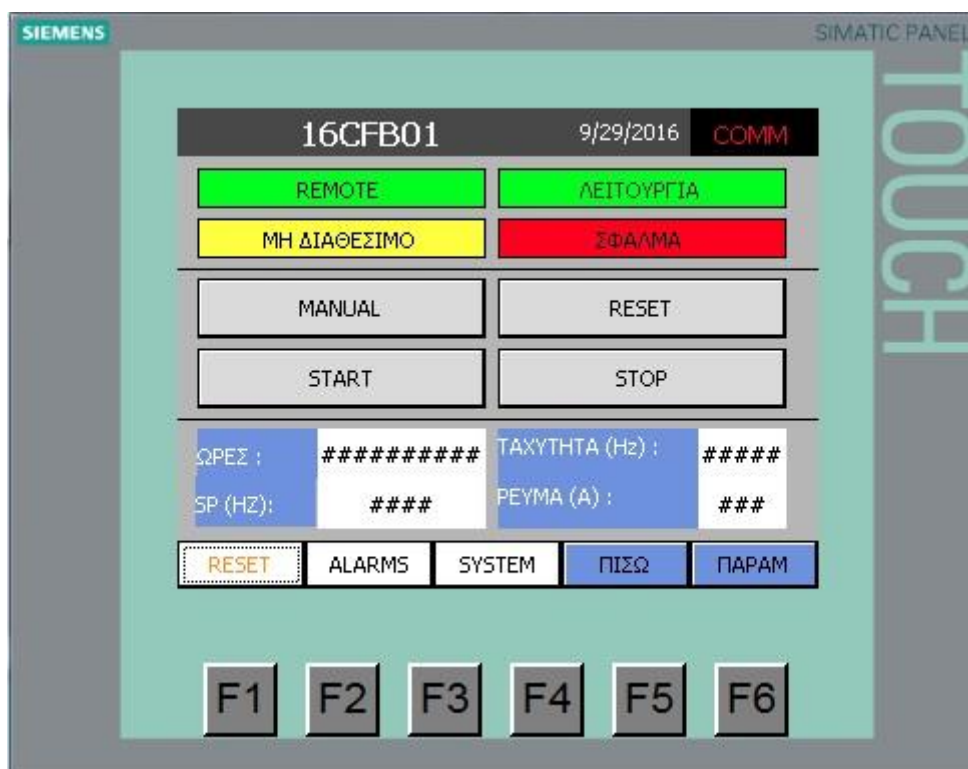 SIEMENS
SIMATIC PANEL
TOUCH
16CFB01 9/29/2016 COMM
REMOTE ΛΕΙΤΟΥΡΓΙΑ
ΜΗ ΔΙΑΘΕΣΙΜΟ ΣΦΑΛΜΑ
MANUAL RESET
START STOP
ΩΡΕΣ : ########## ΤΑΧΥΤΗΤΑ (Hz) : #####
SP (HZ): #### ΡΕΥΜΑ (A) : ###
RESET ALARMS SYSTEM ΠΙΣΩ ΠΑΡΑΜ
F1 F2 F3 F4 F5 F6